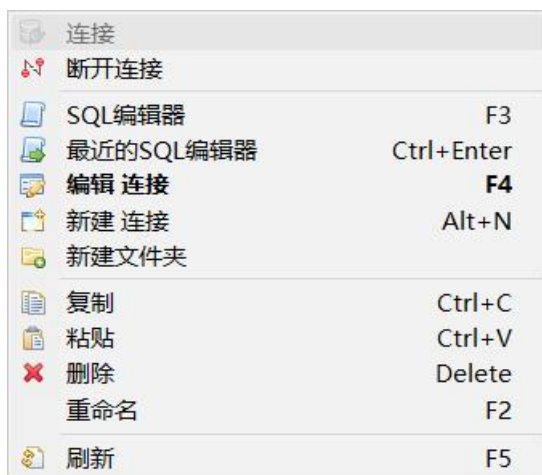 连接
断开连接
SQL编辑器 F3
最近的SQL编辑器 Ctrl+Enter
编辑 连接 F4
新建 连接 Alt+N
新建文件夹
复制 Ctrl+C
粘贴 Ctrl+V
删除 Delete
重命名 F2
刷新 F5